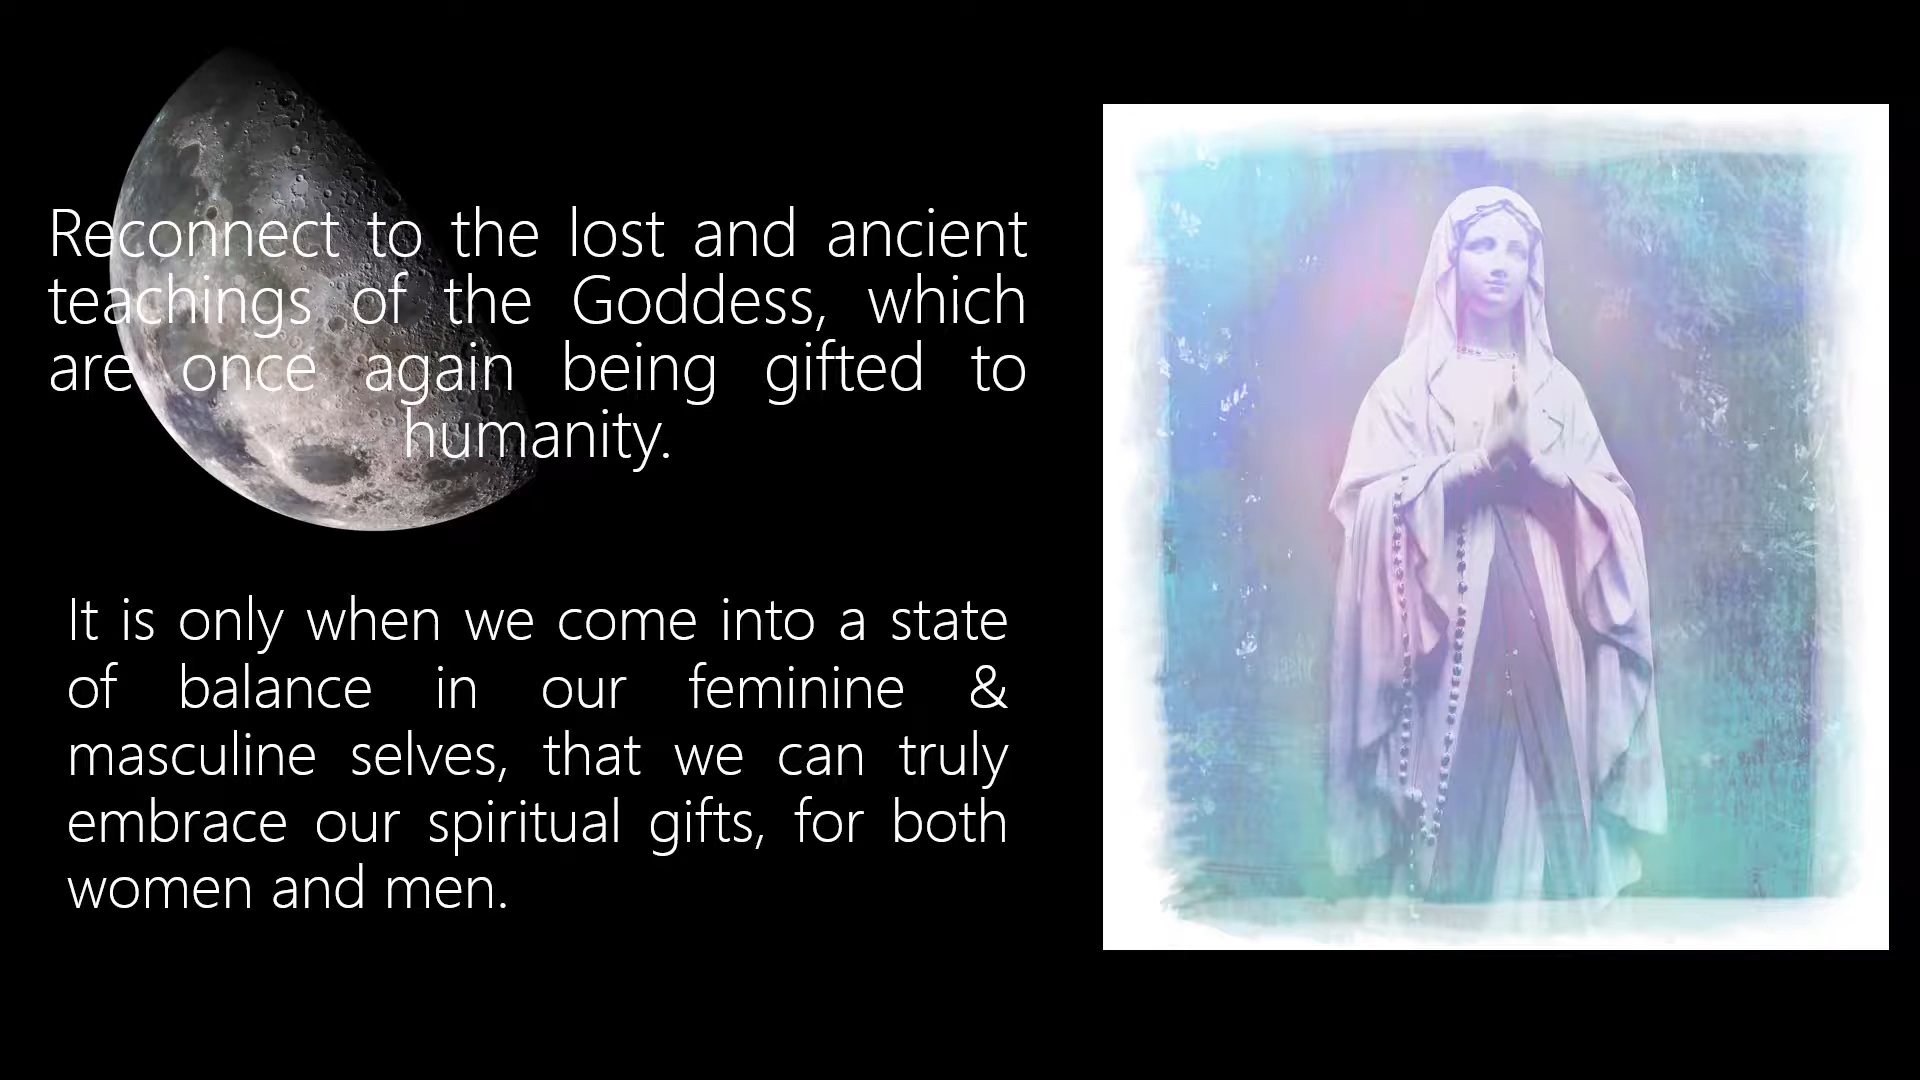 Reconnect to the lost and ancient
teachings of the Goddess, which
are once again being gifted to
humanity.
It is only when we come into a state
of balance in our feminine &
masculine selves, that we can truly
embrace our spiritual gifts, for both
women and men.